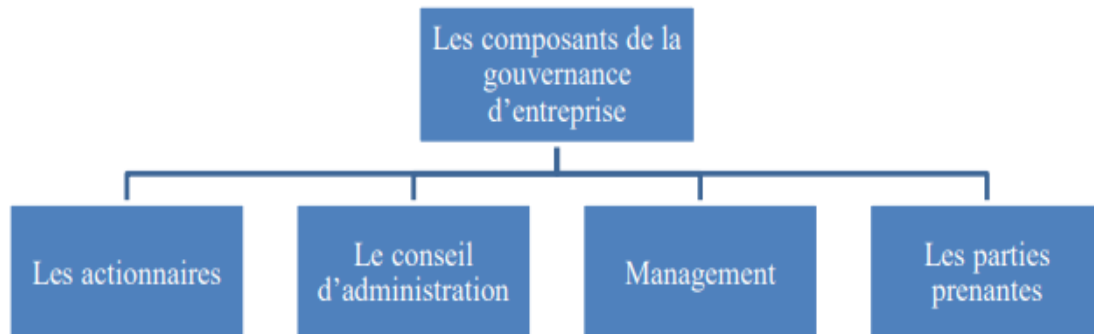 Les composants de la
gouvernance
d’entreprise
Les actionnaires
Le conseil
d’administration
Management
Les parties
prenantes